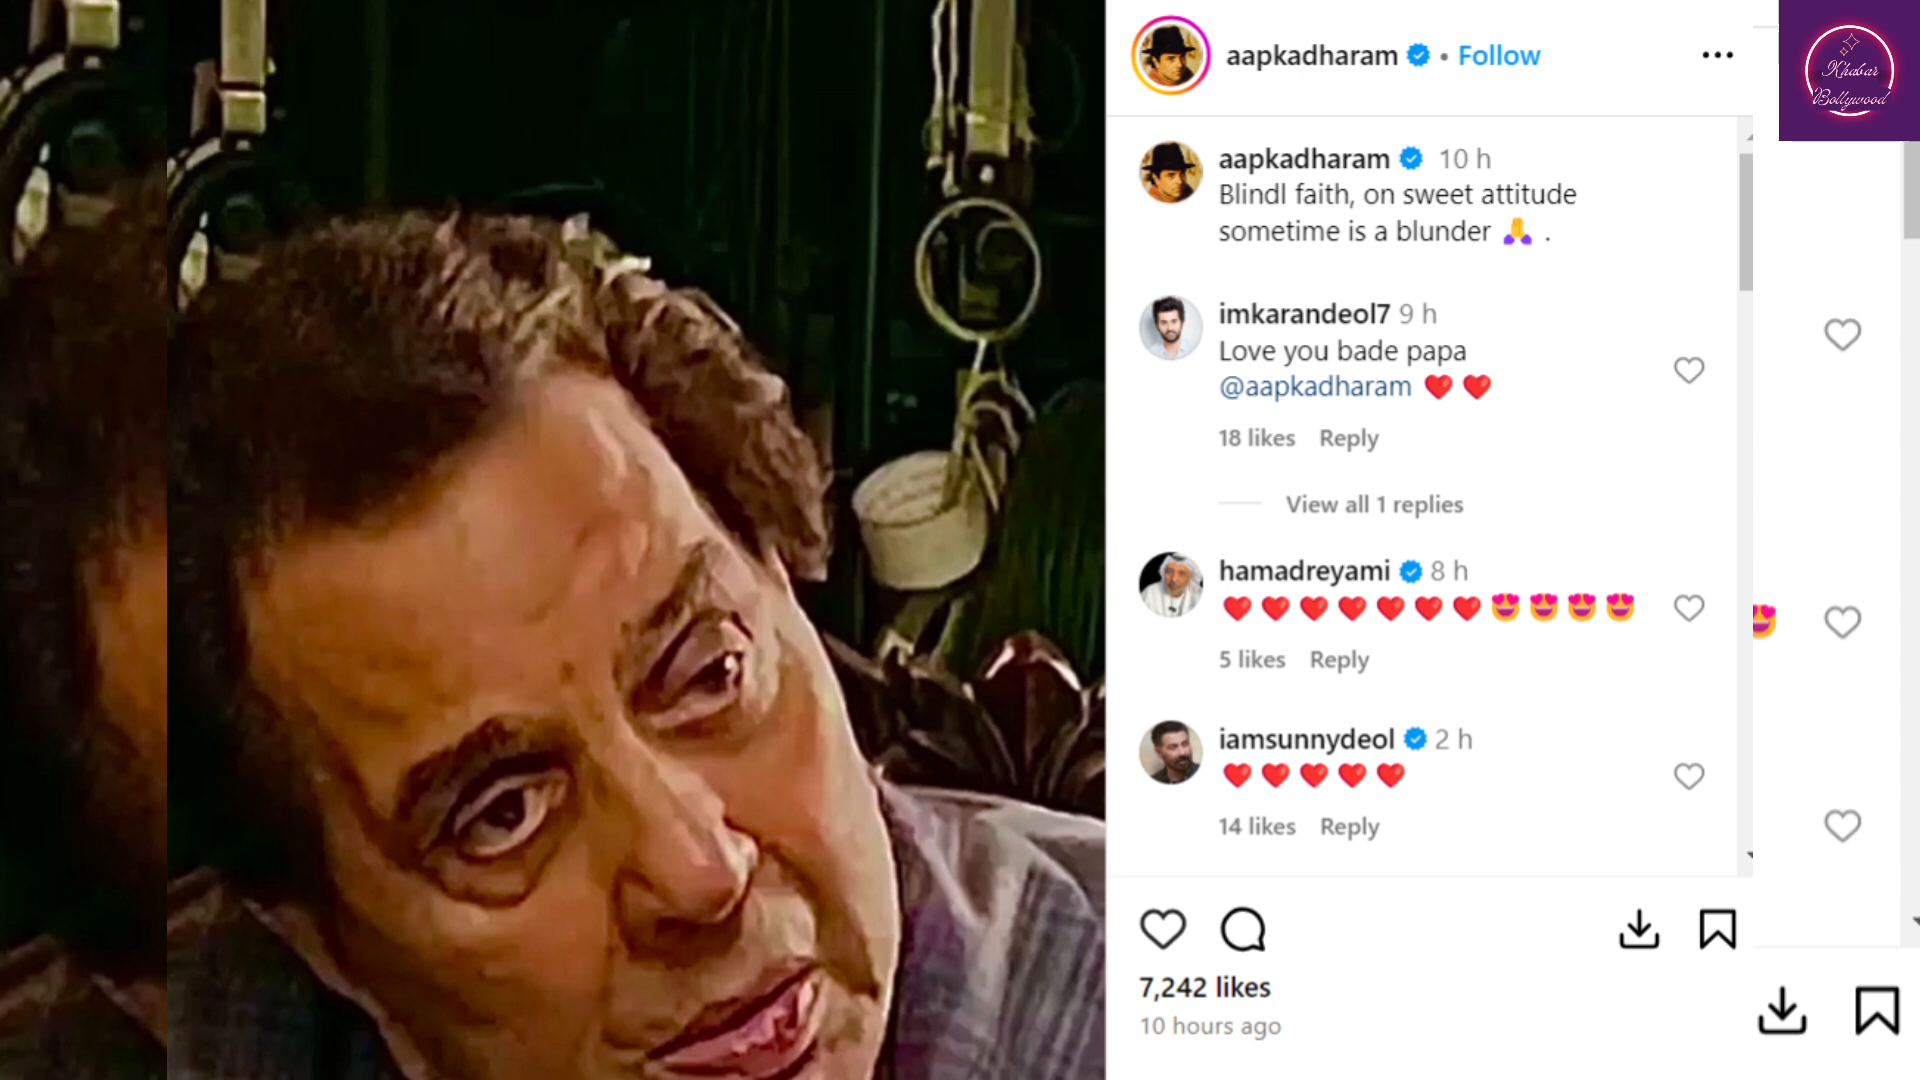 aapkadharam • Follow
Khabar
Bollywood
aapkadharam 10 h
Blindl faith, on sweet attitude
sometime is a blunder 🙏 .
imkarandeol7 9 h
Love you bade papa
@aapkadharam ❤️ ❤️
18 likes Reply
View all 1 replies
hamadreyami 8 h
❤️ ❤️ ❤️ ❤️ ❤️ ❤️ ❤️ 😍 😍 😍 😍
5 likes Reply
iamsunnydeol 2 h
❤️ ❤️ ❤️ ❤️ ❤️
14 likes Reply
7,242 likes
10 hours ago